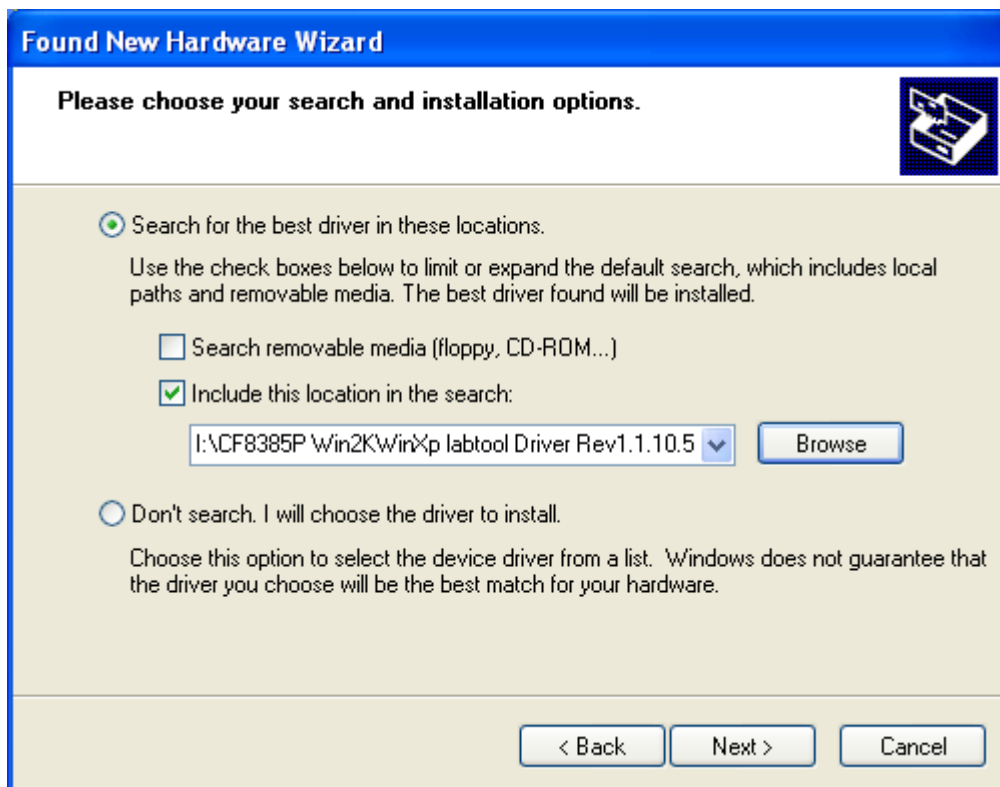 Found New Hardware Wizard
Please choose your search and installation options.
Search for the best driver in these locations.
Use the check boxes below to limit or expand the default search, which includes local
paths and removable media. The best driver found will be installed.
Search removable media (floppy, CD-ROM...)
Include this location in the search:
I:\CF8385P Win2KWinXp labtool Driver Rev1.1.10.5
Browse
Don't search. I will choose the driver to install.
Choose this option to select the device driver from a list.  Windows does not guarantee that
the driver you choose will be the best match for your hardware.
< Back
Next >
Cancel